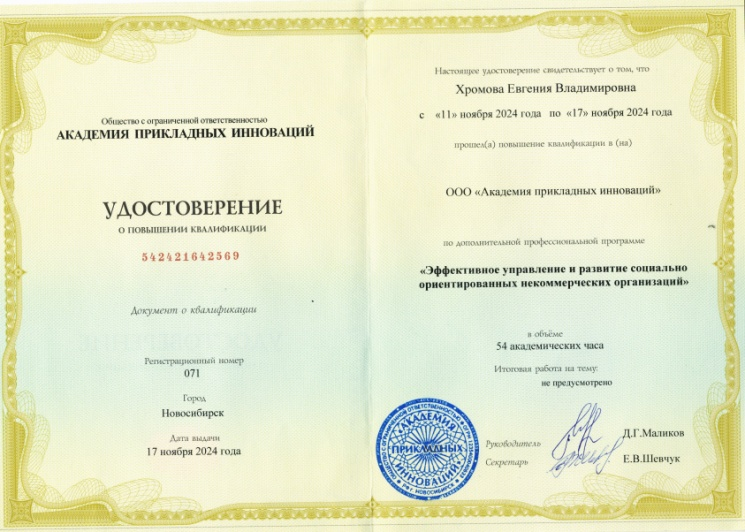 Общество с ограниченной ответственностью
АКАДЕМИЯ ПРИКЛАДНЫХ ИННОВАЦИЙ
УДОСТОВЕРЕНИЕ
О ПОВЫШЕНИИ КВАЛИФИКАЦИИ
542421642569
Документ о квалификации
Регистрационный номер
071
Город
Новосибирск
Дата выдачи
17 ноября 2024 года
Настоящее удостоверение свидетельствует о том, что
Хромова Евгения Владимировна
с «11» ноября 2024 года по «17» ноября 2024 года
прошел(а) повышение квалификации в (на)
ООО «Академия прикладных инноваций»
по дополнительной профессиональной программе
«Эффективное управление и развитие социально
ориентированных некоммерческих организаций»
в объёме
54 академических часа
Итоговая работа на тему:
не предусмотрено
АКАДЕМИЯ
ПРИКЛАДНЫХ
ИННОВАЦИЙ
г. НОВОСИБИРСК
Руководитель Д.Г.Маликов
Секретарь Е.В.Шевчук